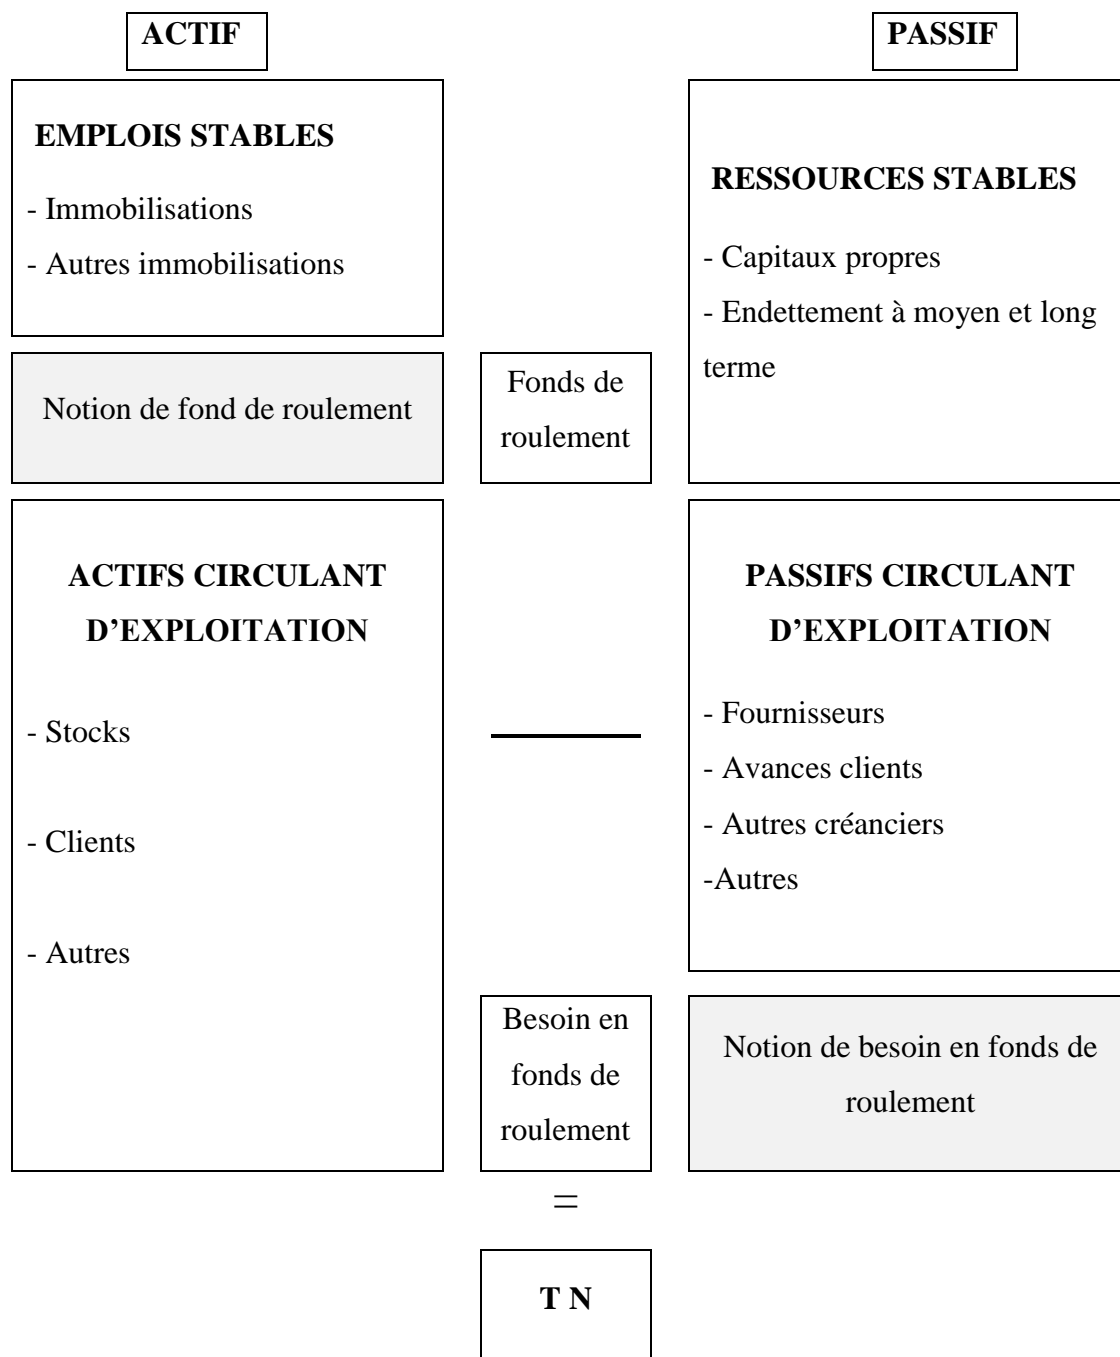 ACTIF
PASSIF
EMPLOIS STABLES
- Immobilisations
- Autres immobilisations
RESSOURCES STABLES
- Capitaux propres
- Endettement à moyen et long
terme
Notion de fond de roulement
Fonds de
roulement
ACTIFS CIRCULANT
D’EXPLOITATION
- Stocks
- Clients
- Autres
PASSIFS CIRCULANT
D’EXPLOITATION
- Fournisseurs
- Avances clients
- Autres créanciers
-Autres
Besoin en
fonds de
roulement
Notion de besoin en fonds de
roulement
=
T N